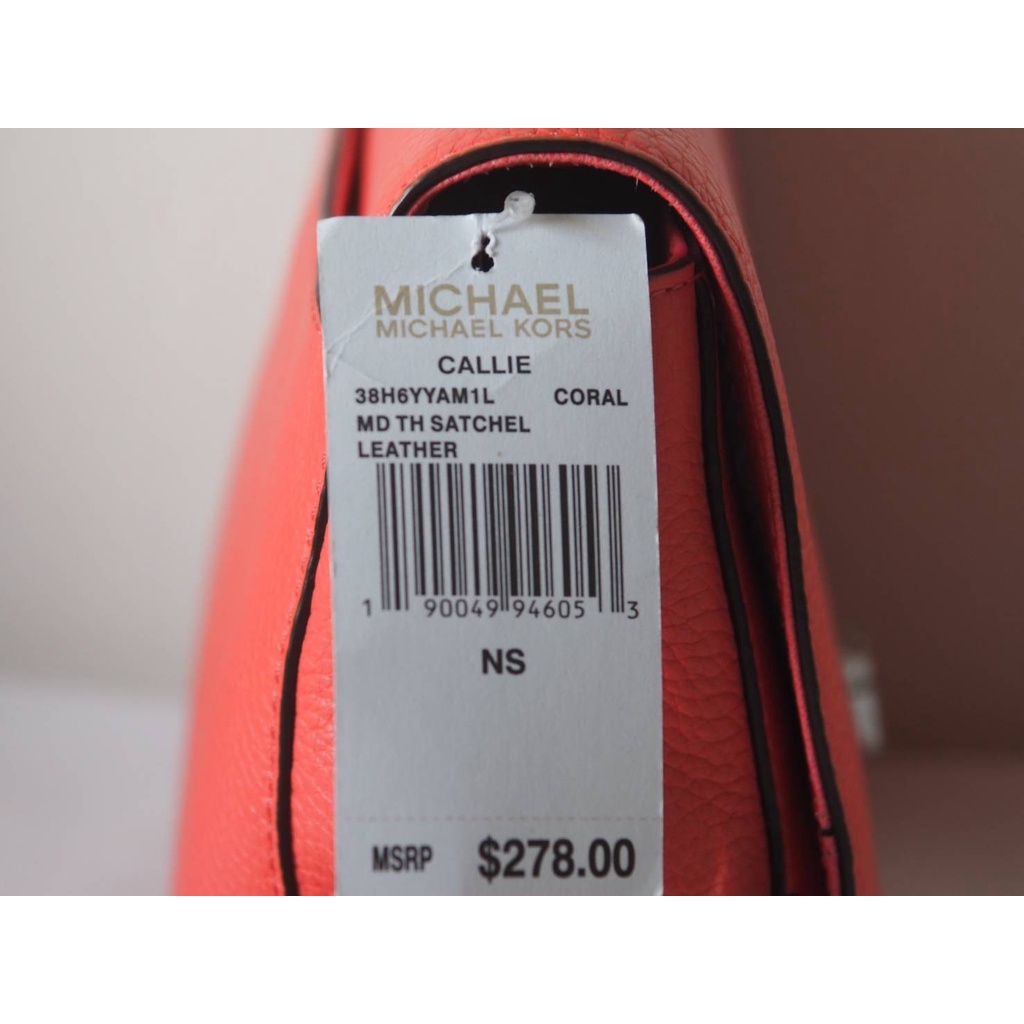 MICHAEL
MICHAEL KORS
CALLIE
38H6YYAM1L CORAL
MD TH SATCHEL
LEATHER
1 90049 94605 3
NS
MSRP $278.00